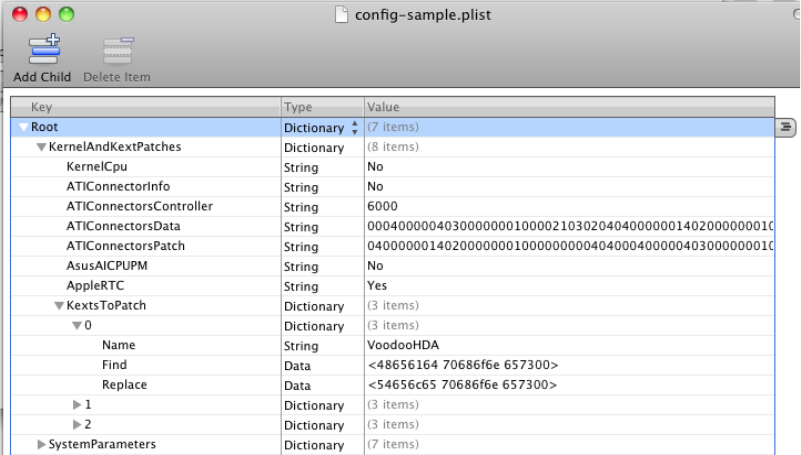 config-sample.plist
Add Child Delete Item
Key Type Value
Root Dictionary (7 items)
KernelAndKextPatches Dictionary (8 items)
KernelCpu String No
ATIConnectorInfo String No
ATIConnectorsController String 6000
ATIConnectorsData String 00040000040300000001000021030204040000001402000000010
ATIConnectorsPatch String 04000000140200000001000000000404000400000403000000010
AsusAICPUPM String No
AppleRTC String Yes
KextsToPatch Dictionary (3 items)
0 Dictionary (3 items)
Name String VoodooHDA
Find Data <48656164 70686f6e 657300>
Replace Data <54656c65 70686f6e 657300>
1 Dictionary (3 items)
2 Dictionary (3 items)
SystemParameters Dictionary (7 items)